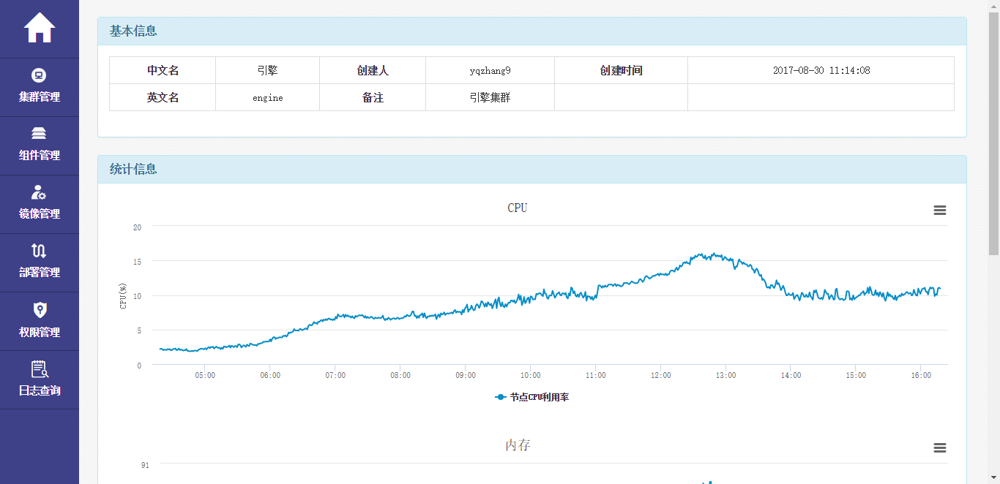 集群管理
组件管理
镜像管理
部署管理
权限管理
日志查询
基本信息
中文名 引擎 创建人 yqzhang9 创建时间 2017-08-30 11:14:08
英文名 engine 备注 引擎集群
统计信息
CPU
20
15
10
5
0
CPU(%)
05:00 06:00 07:00 08:00 09:00 10:00 11:00 12:00 13:00 14:00 15:00 16:00
节点CPU利用率
内存
91